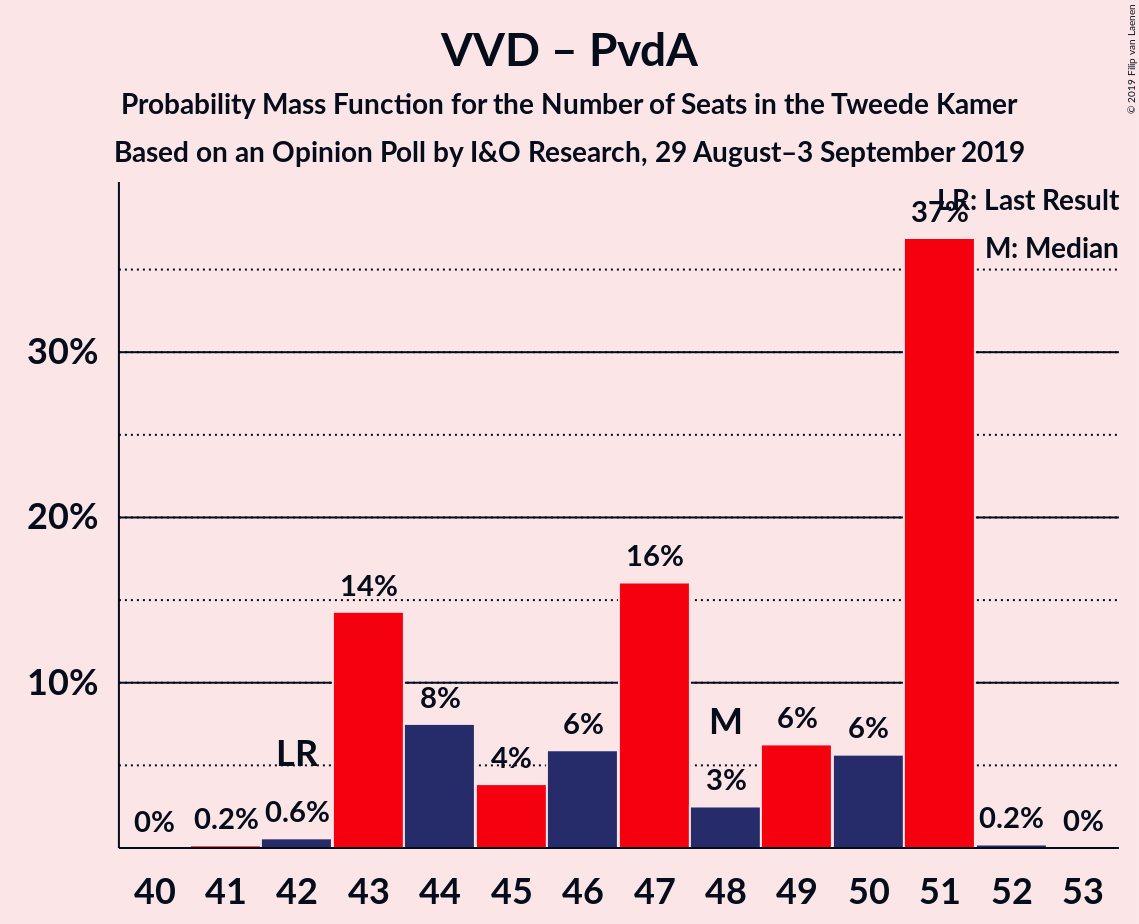 VVD – PvdA
Probability Mass Function for the Number of Seats in the Tweede Kamer
Based on an Opinion Poll by I&O Research, 29 August–3 September 2019
© 2019 Filip van Laenen
LR: Last Result
M: Median
37%
30%
20%
16%
14%
10%
8%
6%
M
6%
6%
LR
4%
3%
0%
0.2%
0.6%
0.2%
0%
40 41 42 43 44 45 46 47 48 49 50 51 52 53